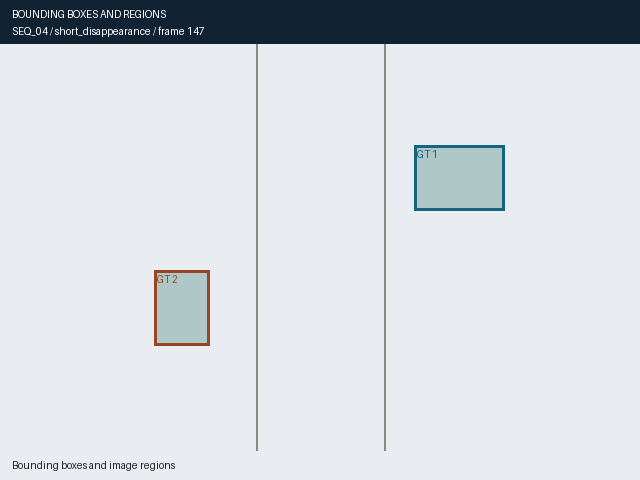 BOUNDING BOXES AND REGIONS
SEQ_04 / short_disappearance / frame 147
GT1
GT2
Bounding boxes and image regions